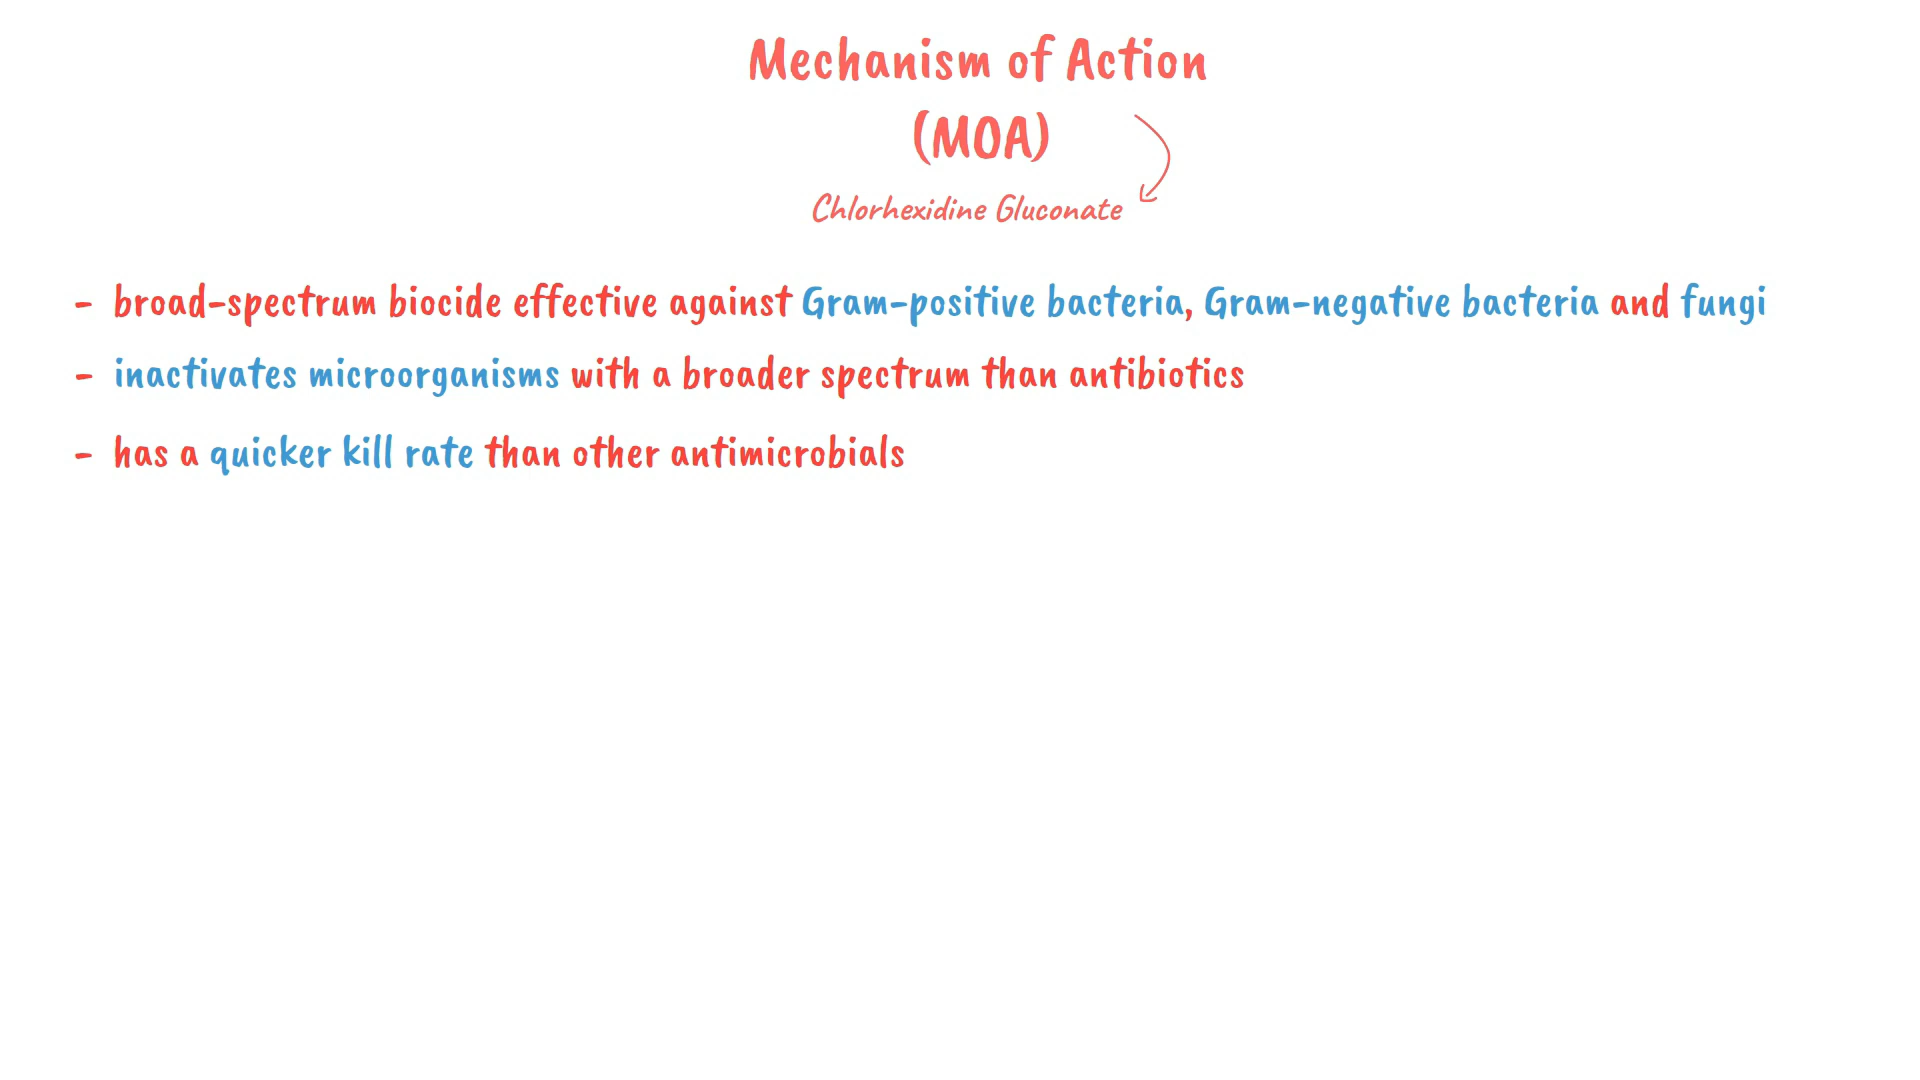 Mechanism of Action
(MOA)
Chlorhexidine Gluconate
- broad-spectrum biocide effective against Gram-positive bacteria, Gram-negative bacteria and fungi
- inactivates microorganisms with a broader spectrum than antibiotics
- has a quicker kill rate than other antimicrobials